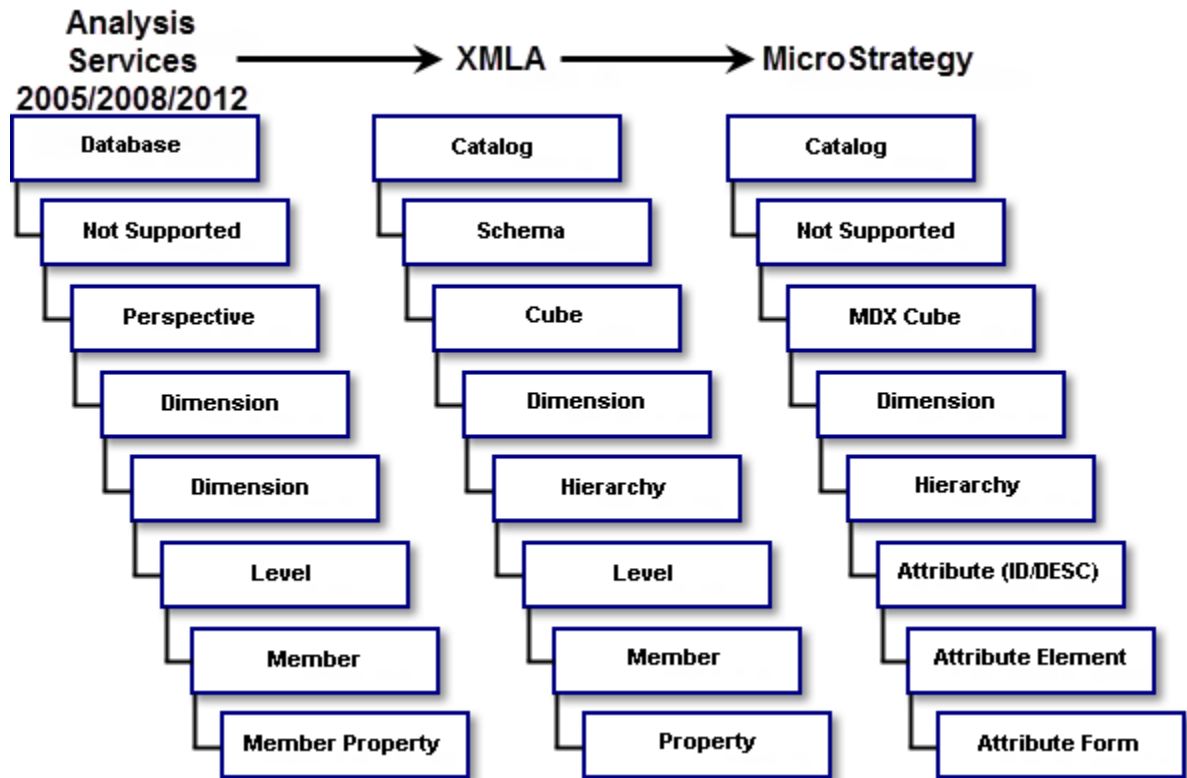 Analysis
Services
2005/2008/2012
XMLA
MicroStrategy
Database
Not Supported
Perspective
Dimension
Dimension
Level
Member
Member Property
Catalog
Schema
Cube
Dimension
Hierarchy
Level
Member
Property
Catalog
Not Supported
MDX Cube
Dimension
Hierarchy
Attribute (ID/DESC)
Attribute Element
Attribute Form